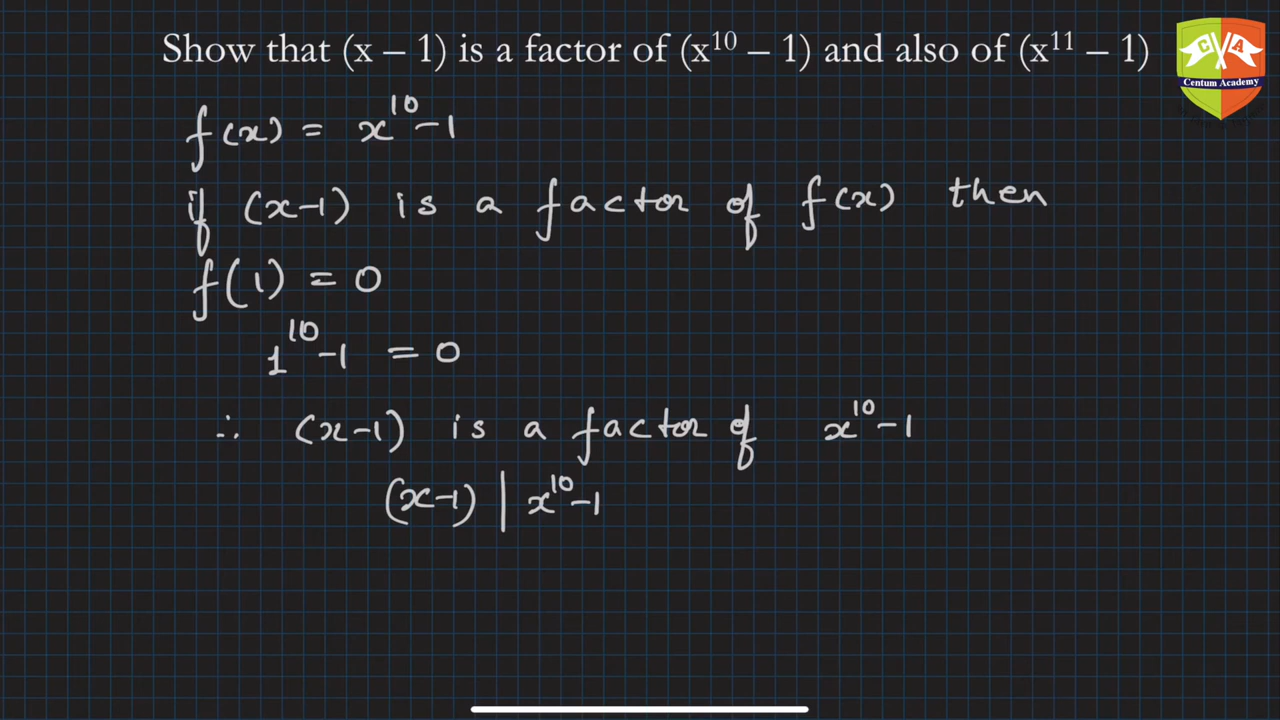 Show that (x – 1) is a factor of (x¹⁰ – 1) and also of (x¹¹ – 1)
C A
Centum Academy
f(x) = x¹⁰-1
if (x-1) is a factor of f(x) then
f(1) = 0
1¹⁰-1 = 0
∴ (x-1) is a factor of x¹⁰-1
(x-1) | x¹⁰-1